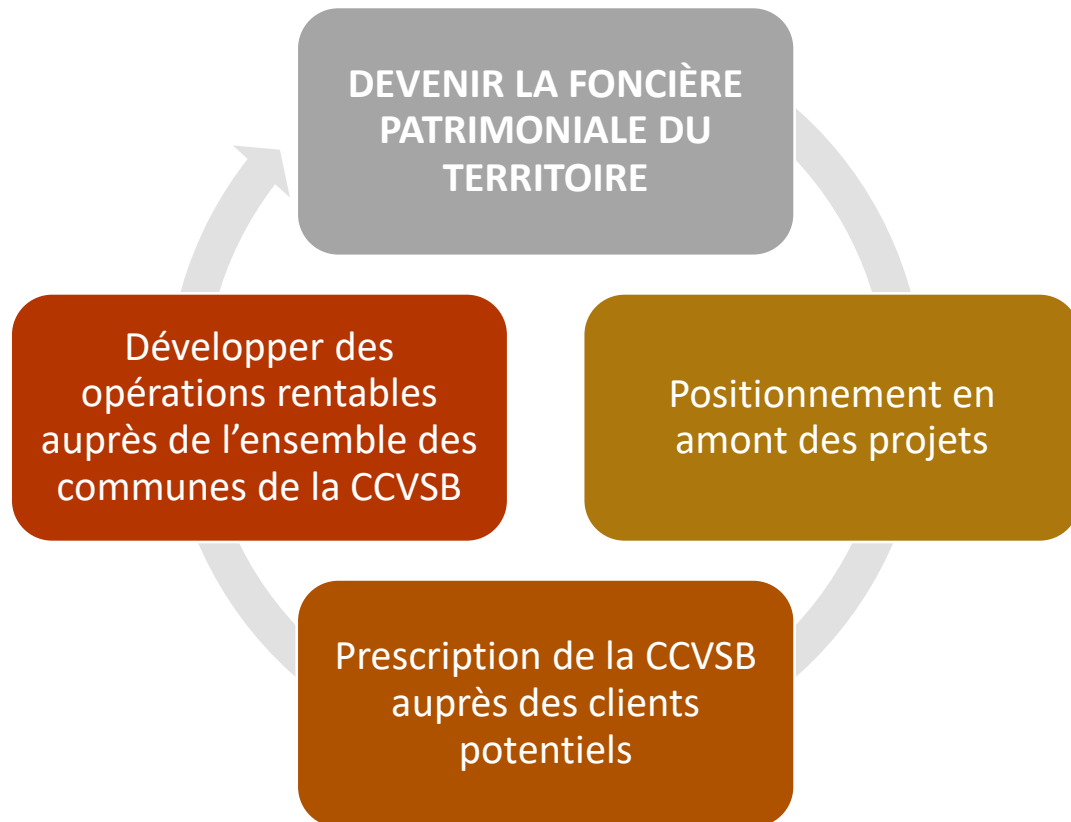 DEVENIR LA FONCIÈRE
PATRIMONIALE DU
TERRITOIRE
Positionnement en
amont des projets
Prescription de la CCVSB
auprès des clients
potentiels
Développer des
opérations rentables
auprès de l’ensemble des
communes de la CCVSB